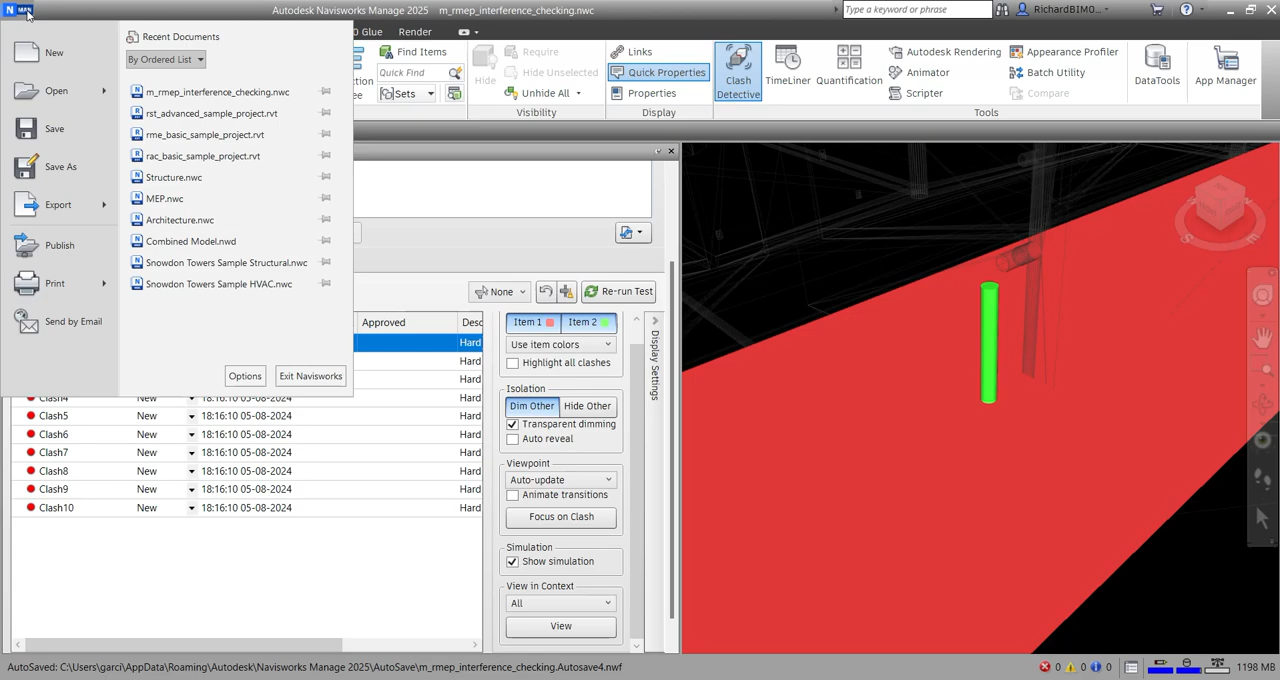 N MAN
Autodesk Navisworks Manage 2025 m_rmep_interference_checking.nwc
Type a keyword or phrase
RichardBIMO...
Recent Documents
By Ordered List
New
Open
Save
Save As
Export
Publish
Print
Send by Email
m_rmep_interference_checking.nwc
rst_advanced_sample_project.rvt
rme_basic_sample_project.rvt
rac_basic_sample_project.rvt
Structure.nwc
MEP.nwc
Architecture.nwc
Combined Model.nwd
Snowdon Towers Sample Structural.nwc
Snowdon Towers Sample HVAC.nwc
Options
Exit Navisworks
0 Glue Render
Find Items
Quick Find
Sets
Hide
Require
Hide Unselected
Unhide All
Visibility
Links
Quick Properties
Properties
Display
Clash
Detective
TimeLiner
Quantification
Autodesk Rendering
Animator
Scripter
Appearance Profiler
Batch Utility
Compare
Tools
DataTools
App Manager
None
Re-run Test
Approved Desc
Hard
Hard
Hard
Clash4 New 18:16:10 05-08-2024 Hard
Clash5 New 18:16:10 05-08-2024 Hard
Clash6 New 18:16:10 05-08-2024 Hard
Clash7 New 18:16:10 05-08-2024 Hard
Clash8 New 18:16:10 05-08-2024 Hard
Clash9 New 18:16:10 05-08-2024 Hard
Clash10 New 18:16:10 05-08-2024 Hard
Item 1 Item 2
Use item colors
Highlight all clashes
Isolation
Dim Other Hide Other
Transparent dimming
Auto reveal
Viewpoint
Auto-update
Animate transitions
Focus on Clash
Simulation
Show simulation
View in Context
All
View
Display Settings
S E
AutoSaved: C:\Users\garci\AppData\Roaming\Autodesk\Navisworks Manage 2025\AutoSave\m_rmep_interference_checking.Autosave4.nwf
0 0 0
1198 MB